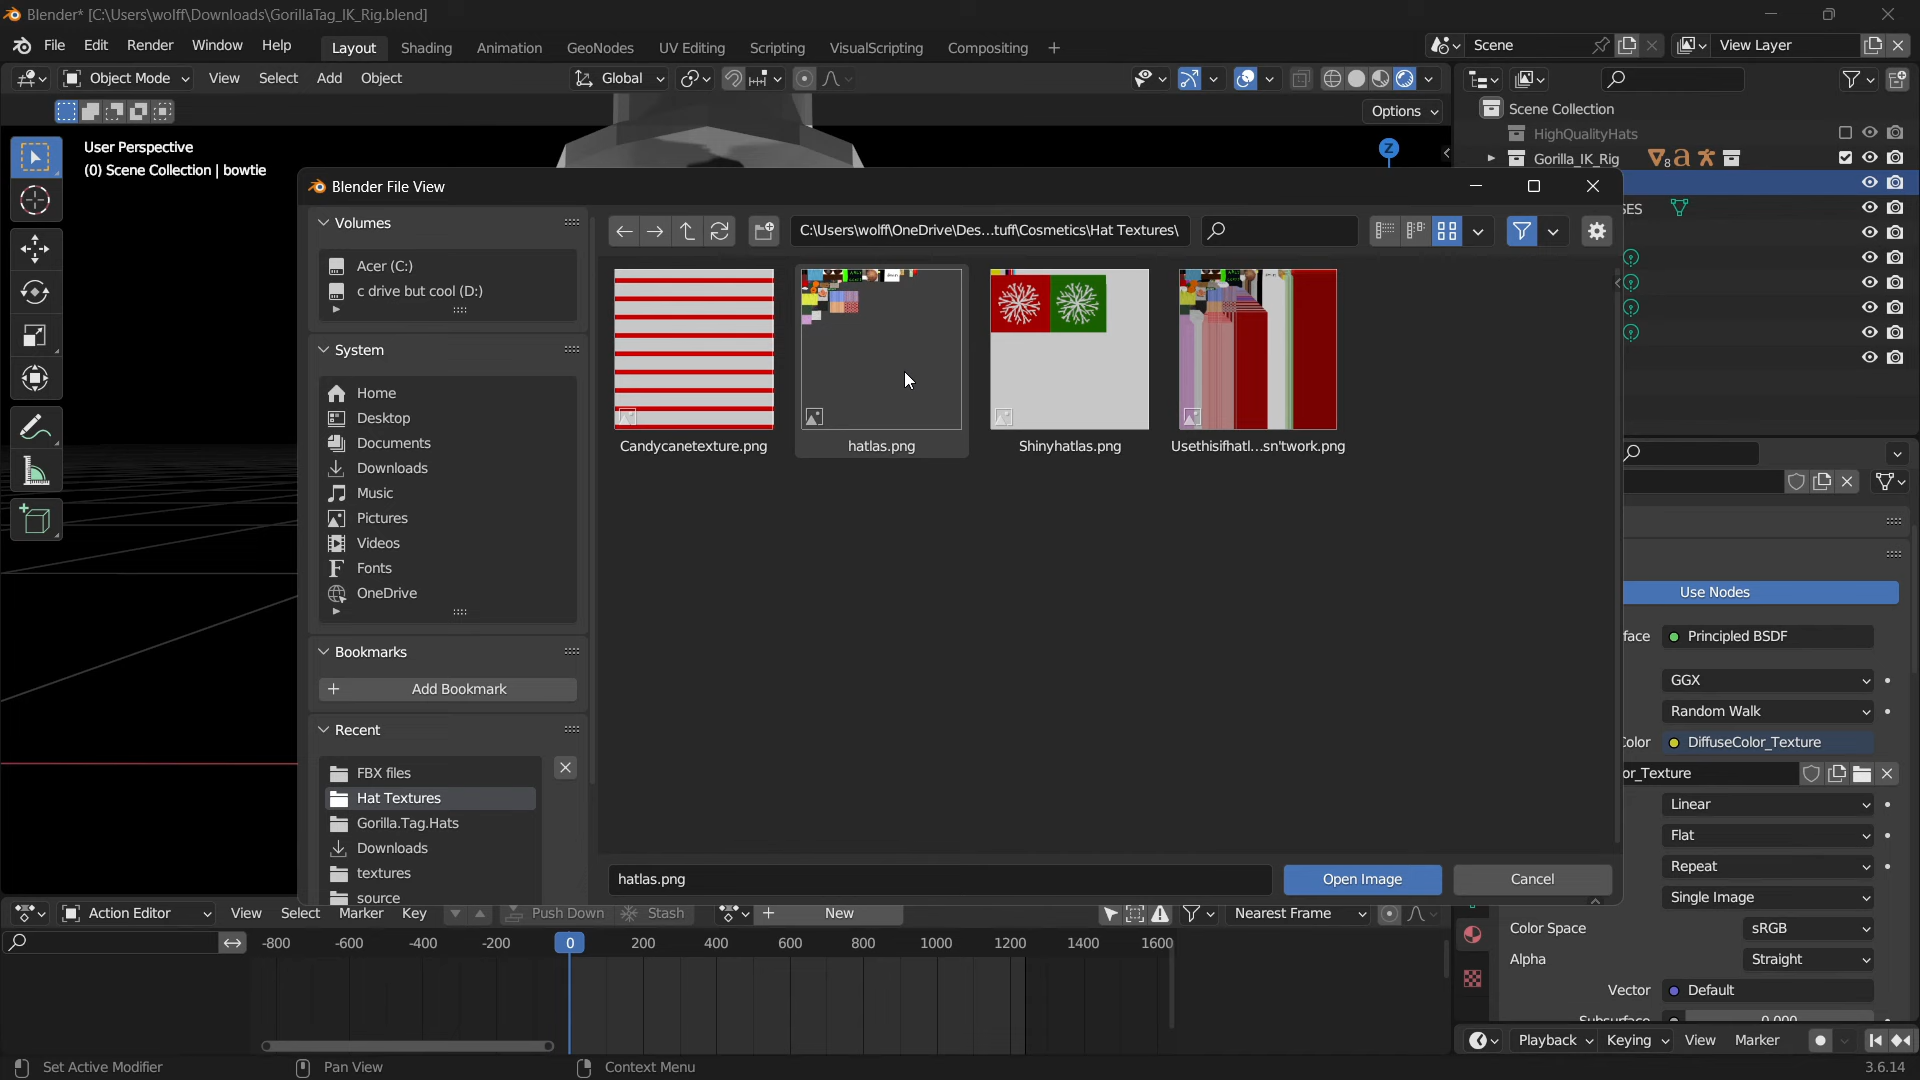 Blender* [C:\Users\wolff\Downloads\GorillaTag_IK_Rig.blend]
File Edit Render Window Help Layout Shading Animation GeoNodes UV Editing Scripting VisualScripting Compositing + Scene View Layer
Object Mode View Select Add Object Global
Options
User Perspective
(0) Scene Collection | bowtie
Z
Scene Collection
HighQualityHats
Gorilla_IK_Rig 8
SES
Blender File View
Volumes
Acer (C:)
c drive but cool (D:)
System
Home
Desktop
Documents
Downloads
Music
Pictures
Videos
Fonts
OneDrive
Bookmarks
+ Add Bookmark
Recent
FBX files
Hat Textures
Gorilla.Tag.Hats
Downloads
textures
source
C:\Users\wolff\OneDrive\Des...tuff\Cosmetics\Hat Textures\
Candycanetexture.png
hatlas.png
Shinyhatlas.png
Usethisifhatl...sn'twork.png
hatlas.png
Open Image
Cancel
Use Nodes
face Principled BSDF
GGX
Random Walk
Color DiffuseColor_Texture
or_Texture
Linear
Flat
Repeat
Single Image
Color Space sRGB
Alpha Straight
Vector Default
Subsurface 0.000
Action Editor View Select Marker Key Push Down Stash + New Nearest Frame
-800 -600 -400 -200 0 200 400 600 800 1000 1200 1400 1600
Playback Keying View Marker
Set Active Modifier Pan View Context Menu 3.6.14